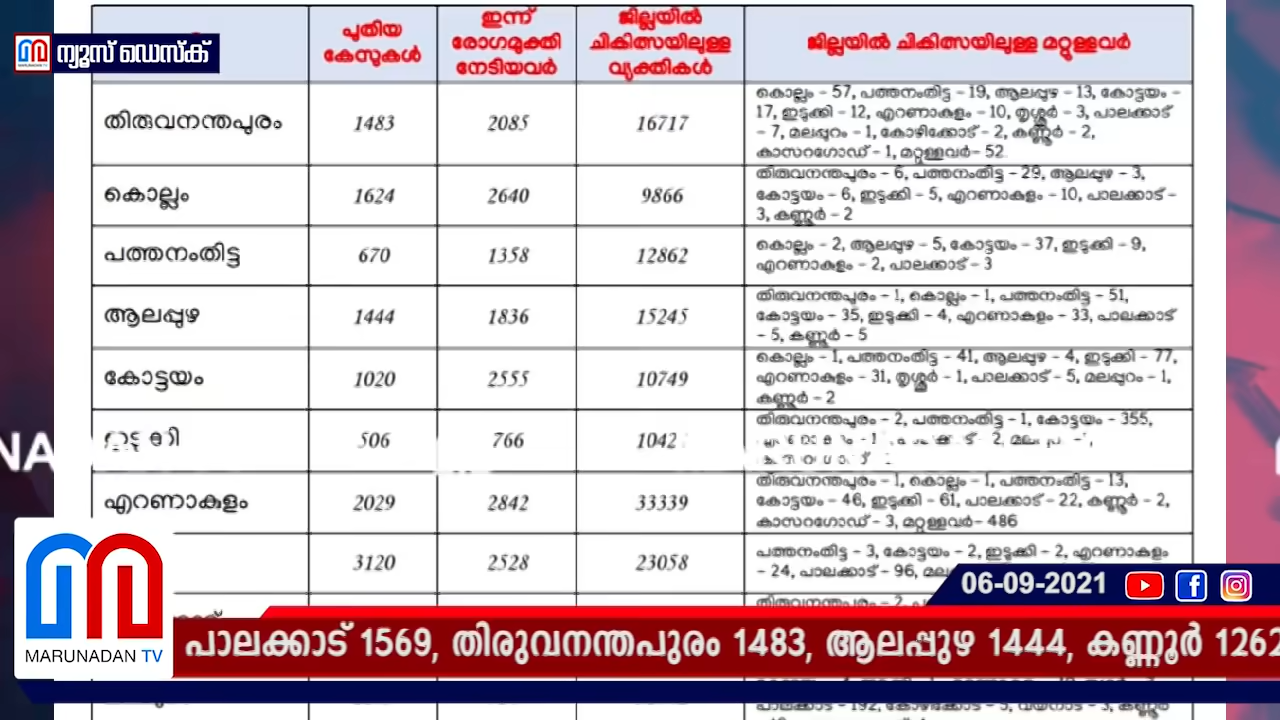 ന്യൂസ് ഡെസ്ക്
MARUNADAN TV
പുതിയ
കേസുകൾ
ഇന്ന്
രോഗമുക്തി
നേടിയവർ
ജില്ലയിൽ
ചികിത്സയിലുള്ള
വ്യക്തികൾ
ജില്ലയിൽ ചികിത്സയിലുള്ള മറ്റുള്ളവർ
തിരുവനന്തപുരം 1483 2085 16717
കൊല്ലം - 57, പത്തനംതിട്ട - 19, ആലപ്പുഴ - 13, കോട്ടയം -
17, ഇടുക്കി - 12, എറണാകുളം - 10, തൃശ്ശൂർ - 3, പാലക്കാട്
- 7, മലപ്പുറം - 1, കോഴിക്കോട് - 2, കണ്ണൂർ - 2,
കാസറഗോഡ് - 1, മറ്റുള്ളവർ- 52
കൊല്ലം 1624 2640 9866
തിരുവനന്തപുരം - 6, പത്തനംതിട്ട - 29, ആലപ്പുഴ - 3,
കോട്ടയം - 6, ഇടുക്കി - 5, എറണാകുളം - 10, പാലക്കാട് -
3, കണ്ണൂർ - 2
പത്തനംതിട്ട 670 1358 12862
കൊല്ലം - 2, ആലപ്പുഴ - 5, കോട്ടയം - 37, ഇടുക്കി - 9,
എറണാകുളം - 2, പാലക്കാട് - 3
ആലപ്പുഴ 1444 1836 15245
തിരുവനന്തപുരം - 1, കൊല്ലം - 1, പത്തനംതിട്ട - 51,
കോട്ടയം - 35, ഇടുക്കി - 4, എറണാകുളം - 33, പാലക്കാട്
- 5, കണ്ണൂർ - 5
കോട്ടയം 1020 2555 10749
കൊല്ലം - 1, പത്തനംതിട്ട - 41, ആലപ്പുഴ - 4, ഇടുക്കി - 77,
എറണാകുളം - 31, തൃശ്ശൂർ - 1, പാലക്കാട് - 5, മലപ്പുറം - 1,
കണ്ണൂർ - 2
506 766
തിരുവനന്തപുരം - 2, പത്തനംതിട്ട - 1, കോട്ടയം - 355,
എറണാകുളം 2029 2842 33339
തിരുവനന്തപുരം - 1, കൊല്ലം - 1, പത്തനംതിട്ട - 13,
കോട്ടയം - 46, ഇടുക്കി - 61, പാലക്കാട് - 22, കണ്ണൂർ - 2,
കാസറഗോഡ് - 3, മറ്റുള്ളവർ- 486
3120 2528 23058
പത്തനംതിട്ട - 3, കോട്ടയം - 2, ഇടുക്കി - 2, എറണാകുളം
- 24, പാലക്കാട് - 96,
06-09-2021
MARUNADAN TV
പാലക്കാട് 1569, തിരുവനന്തപുരം 1483, ആലപ്പുഴ 1444, കണ്ണൂർ 1262